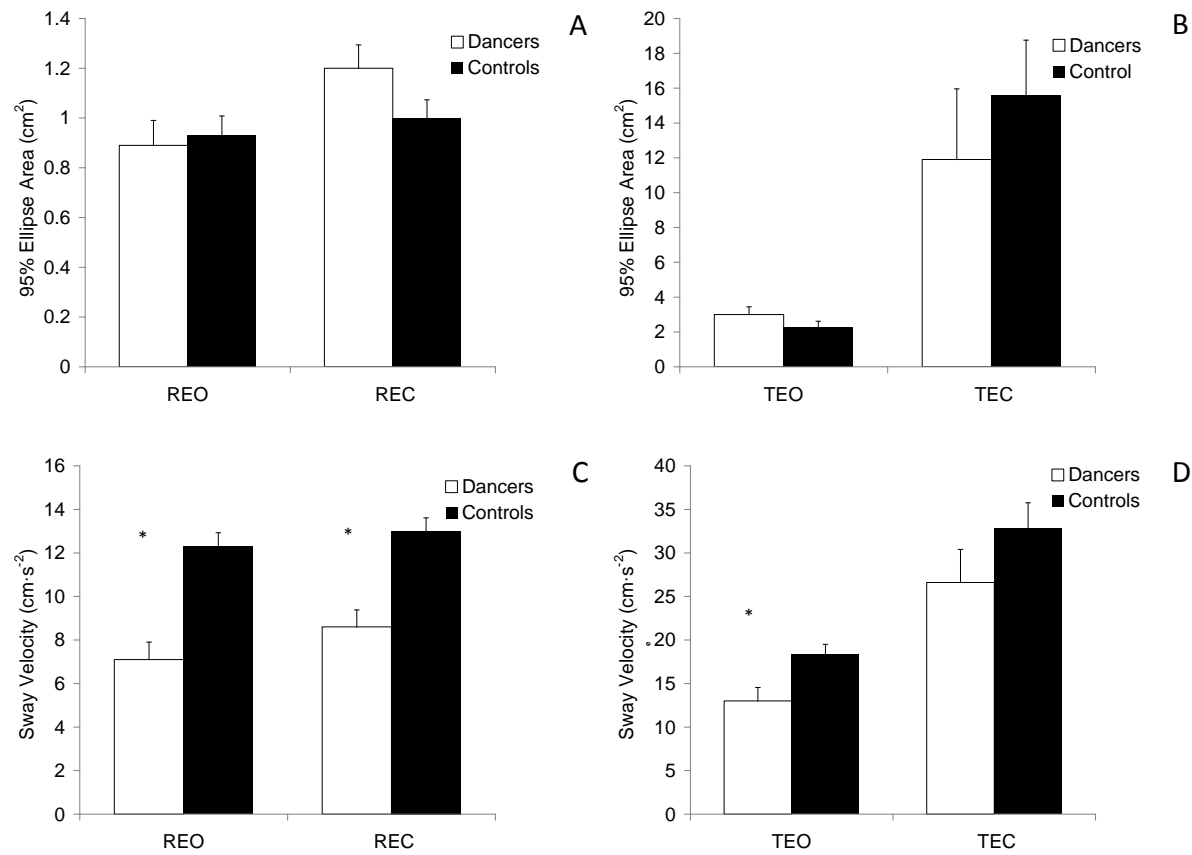 A
Dancers
Controls
95% Ellipse Area (cm²)
1.4
1.2
1
0.8
0.6
0.4
0.2
0
REO REC
B
Dancers
Control
95% Ellipse Area (cm²)
20
18
16
14
12
10
8
6
4
2
0
TEO TEC
C
Dancers
Controls
Sway Velocity (cm·s⁻²)
16
14
12
10
8
6
4
2
0
* *
REO REC
D
Dancers
Controls
Sway Velocity (cm·s⁻²)
40
35
30
25
20
15
10
5
0
*
TEO TEC